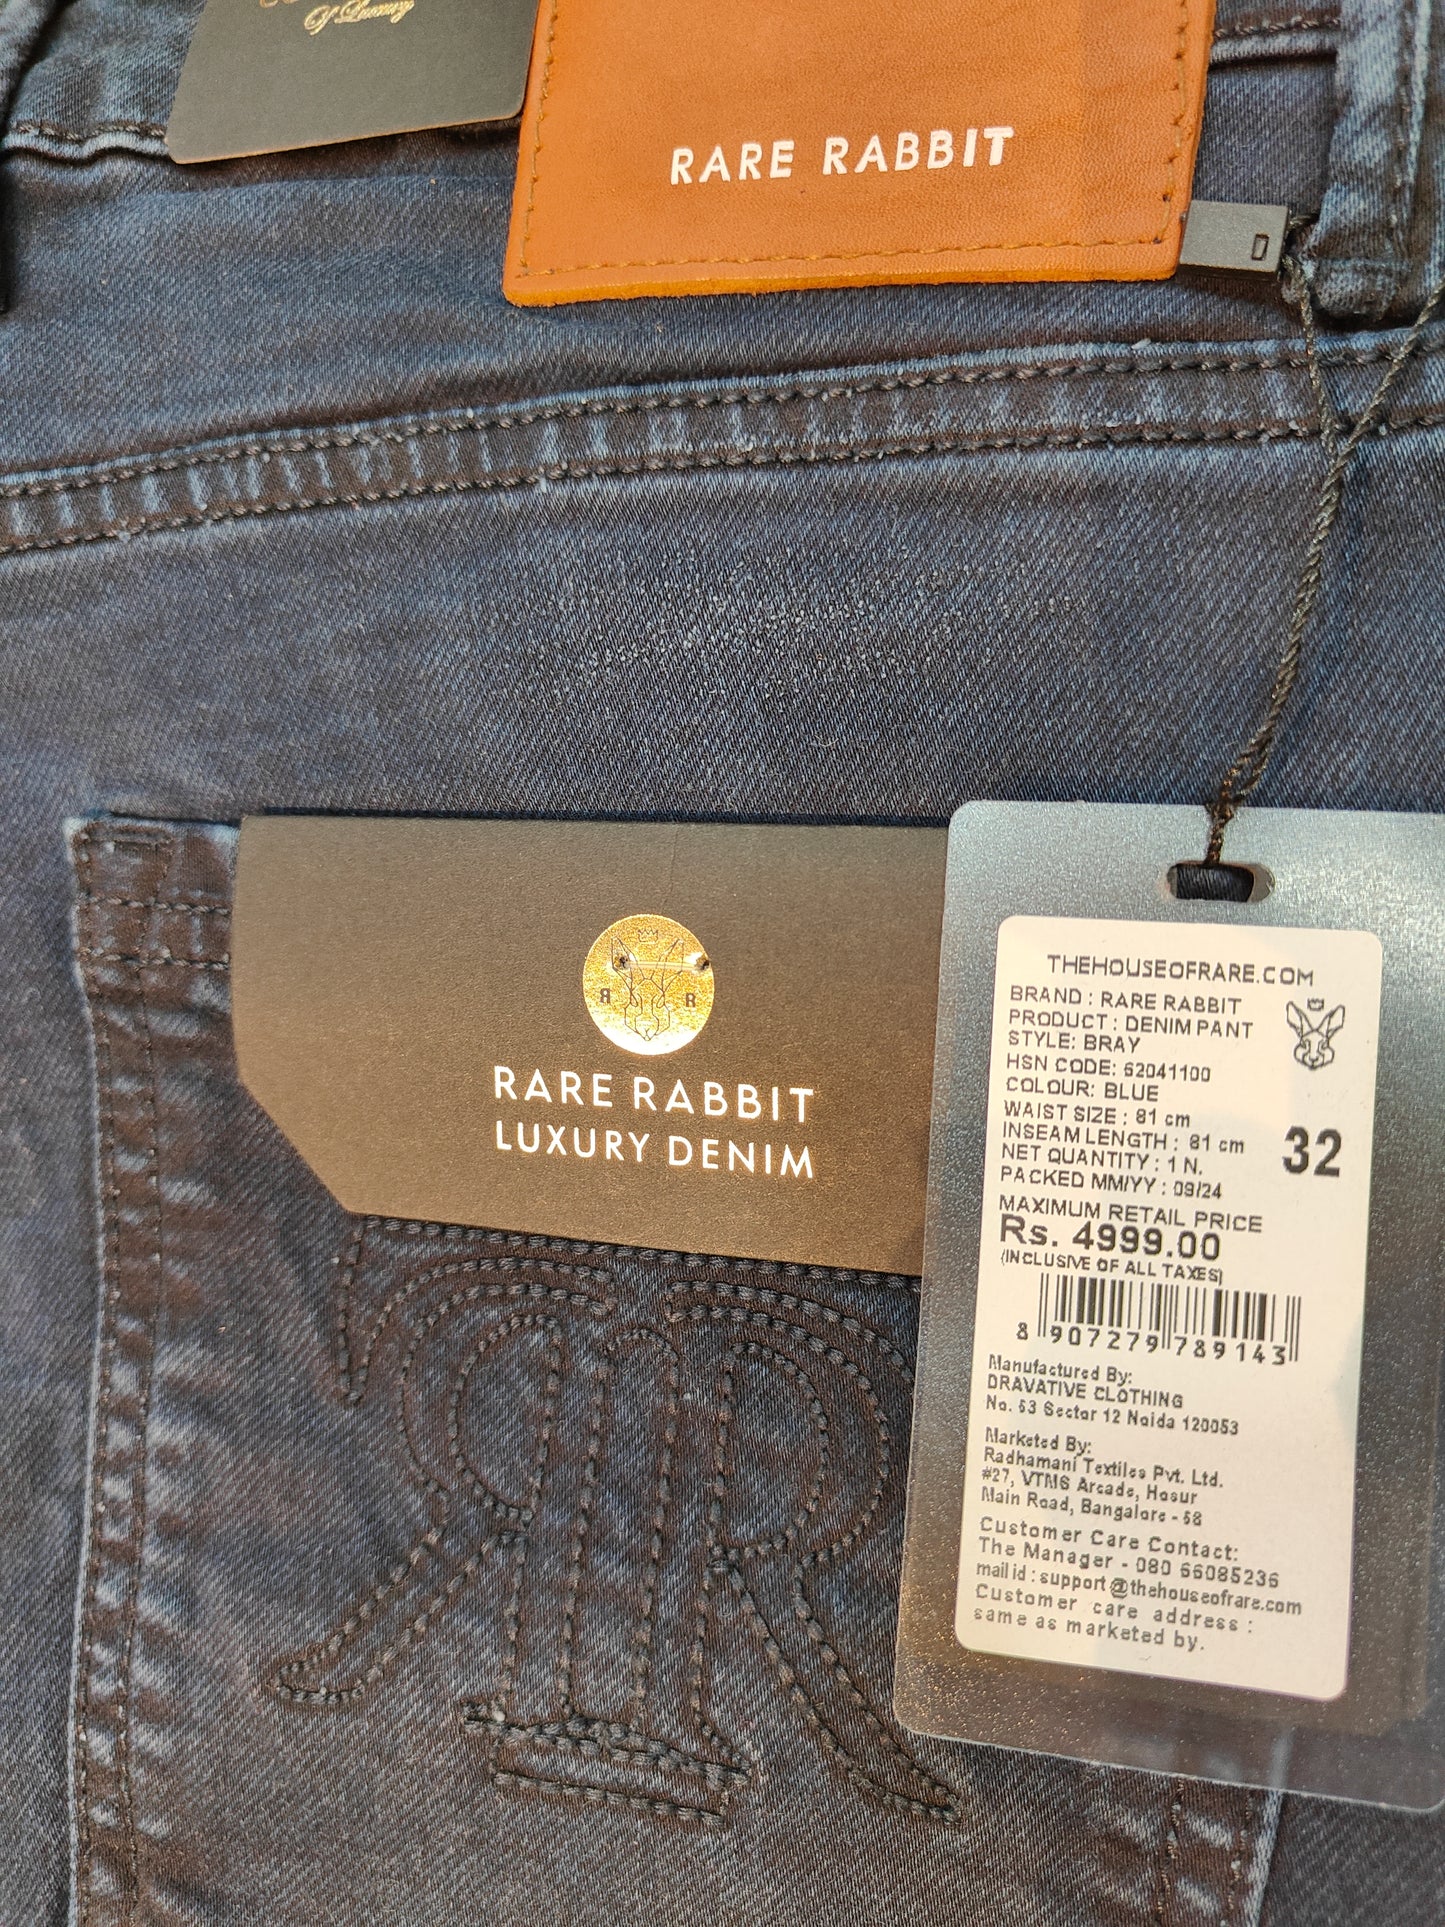 Of Luxury
RARE RABBIT
R R
RARE RABBIT
LUXURY DENIM
THEHOUSEOFRARE.COM
BRAND : RARE RABBIT
PRODUCT : DENIM PANT
STYLE: BRAY
HSN CODE: 62041100
COLOUR: BLUE
WAIST SIZE : 81 cm
INSEAM LENGTH : 81 cm
32
NET QUANTITY : 1 N.
PACKED MM/YY : 09/24
MAXIMUM RETAIL PRICE
Rs. 4999.00
(INCLUSIVE OF ALL TAXES)
8 907279 789143
Manufactured By:
DRAVATIVE CLOTHING
No. 53 Sector 12 Noida 120053
Marketed By:
Radhamani Textiles Pvt. Ltd.
#27, VTMS Arcade, Hosur
Main Road, Bangalore - 68
Customer Care Contact:
The Manager - 080 66085236
mail id : support@thehouseofrare.com
Customer care address :
same as marketed by.
RR